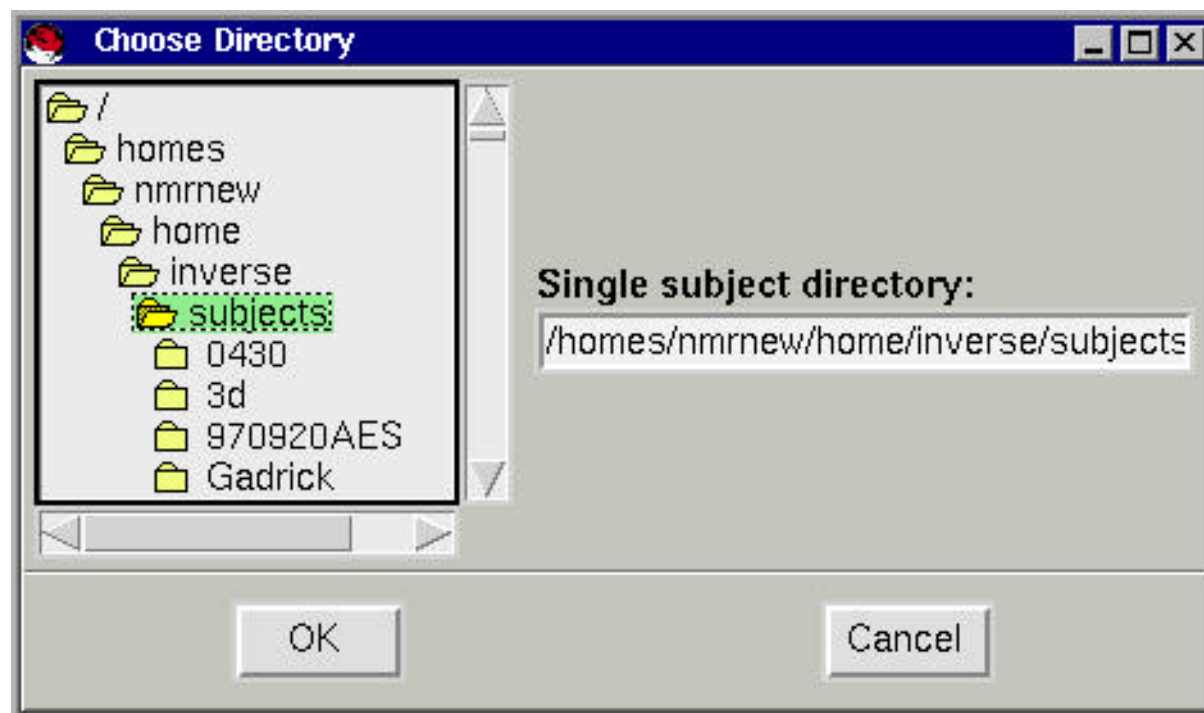 Choose Directory
/
homes
nmrnew
home
inverse
subjects
0430
3d
970920AES
Gadrick
Single subject directory:
/homes/nmrnew/home/inverse/subjects
OK
Cancel